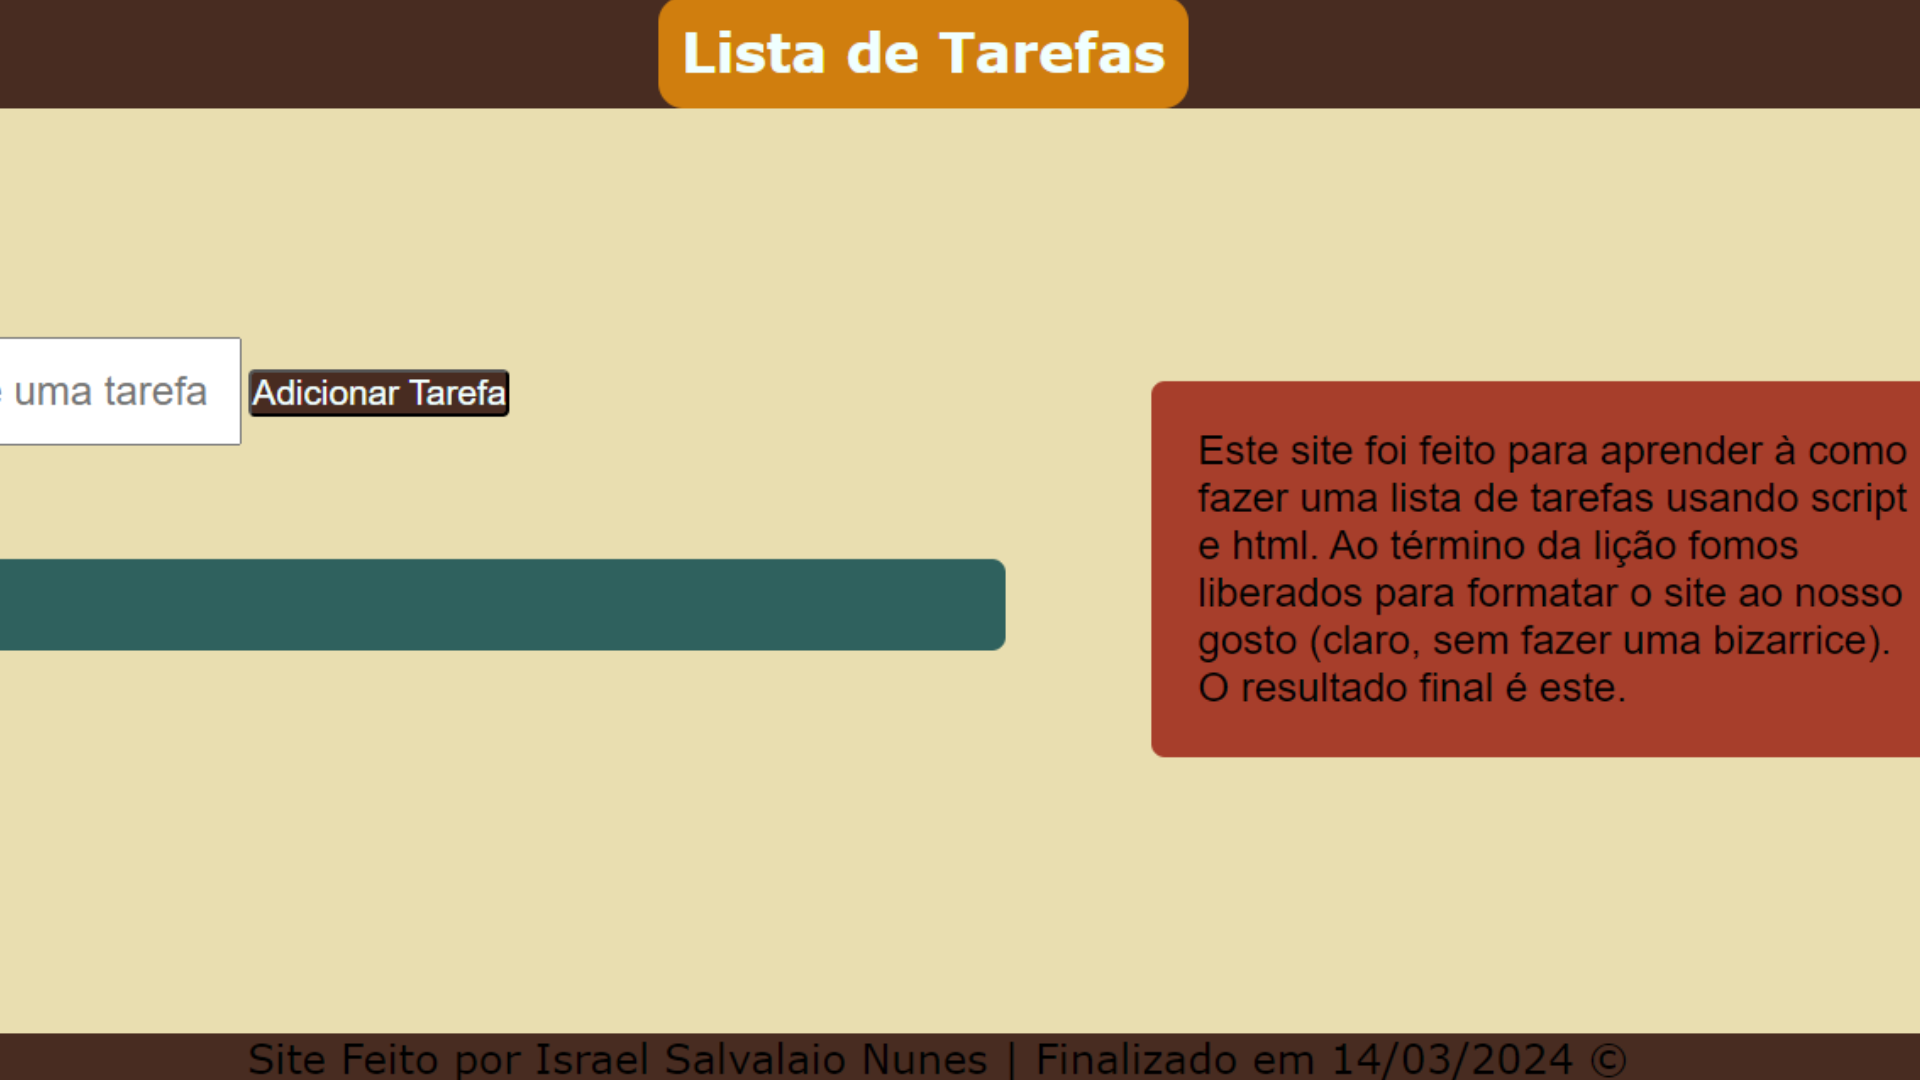 Lista de Tarefas
uma tarefa
Adicionar Tarefa
Este site foi feito para aprender à como
fazer uma lista de tarefas usando script
e html. Ao término da lição fomos
liberados para formatar o site ao nosso
gosto (claro, sem fazer uma bizarrice).
O resultado final é este.
Site Feito por Israel Salvalaio Nunes | Finalizado em 14/03/2024 ©